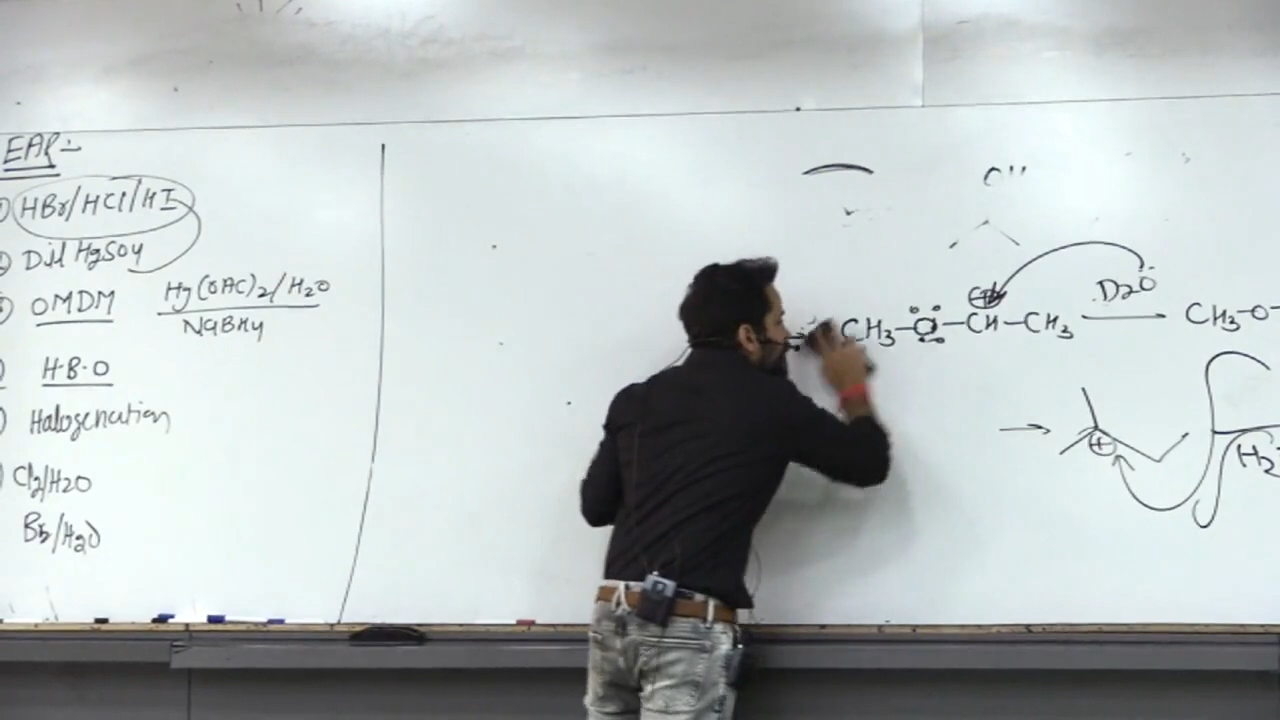 EAR:-
HBr/HCl/HI
Dil H2SO4
OMDM Hg(OAC)2/H2O
NaBH4
H·B·O
Halogenation
Cl2/H2O
Br2/H2O
CH3-O-CH-CH3 D2O CH3-O-
+
H2